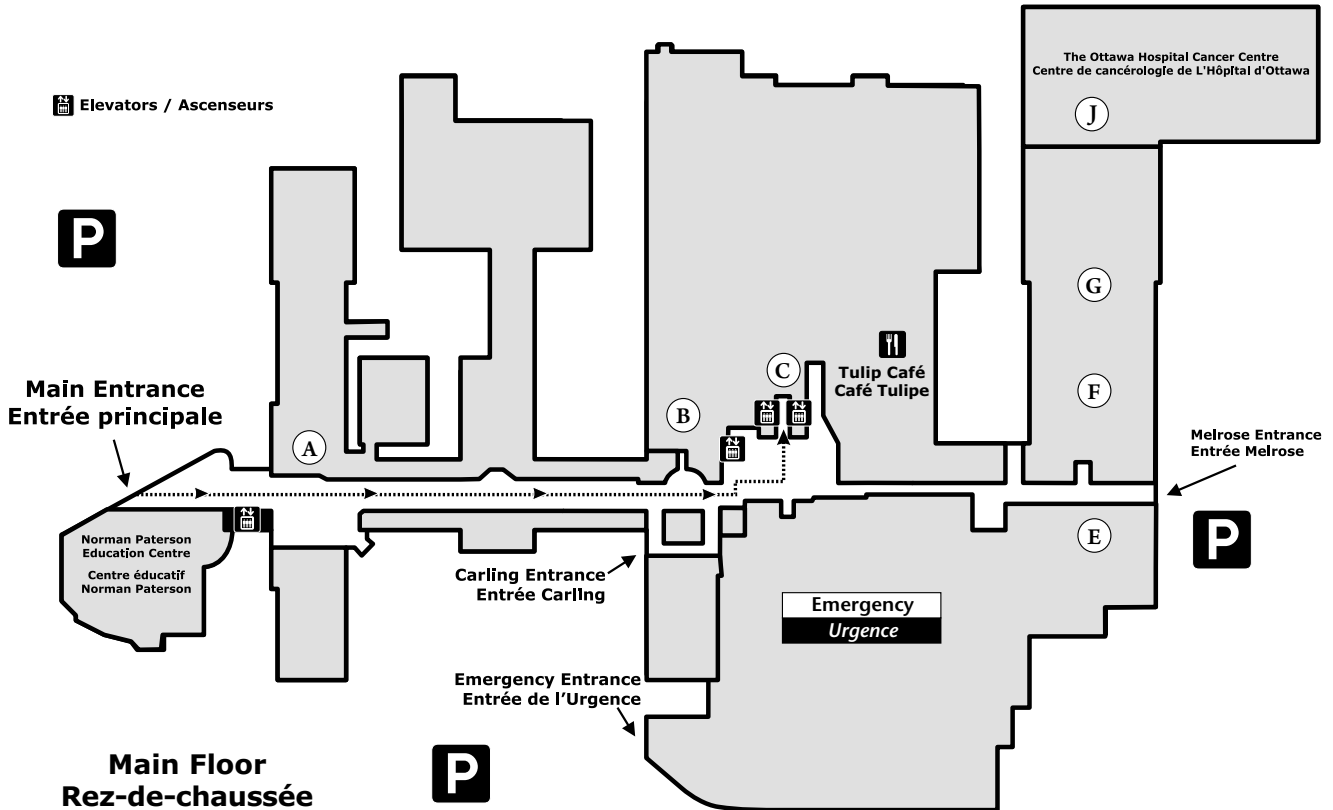 The Ottawa Hospital Cancer Centre
Centre de cancérologie de L'Hôpital d'Ottawa
J
Elevators / Ascenseurs
P
G
Tulip Café
Café Tulipe
C
F
Main Entrance
Entrée principale
B
A
Melrose Entrance
Entrée Melrose
Norman Paterson
Education Centre
Centre éducatif
Norman Paterson
E
P
Carling Entrance
Entrée Carling
Emergency
Urgence
Emergency Entrance
Entrée de l'Urgence
Main Floor
Rez-de-chaussée
P